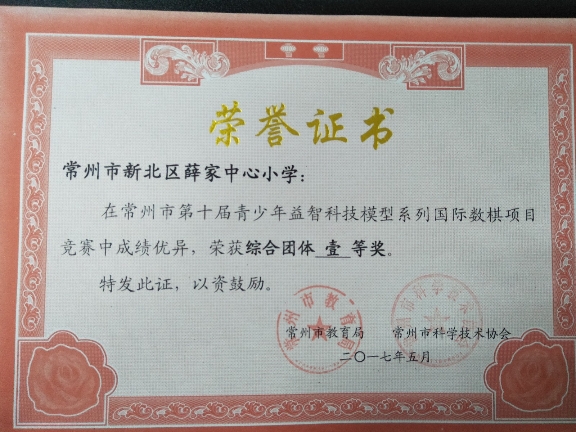 荣誉证书
常州市新北区薛家中心小学：
在常州市第十届青少年益智科技模型系列国际数棋项目
竞赛中成绩优异，荣获综合团体 壹 等奖。
特发此证，以资鼓励。
常州市教育局 常州市科学技术协会
二〇一七年五月